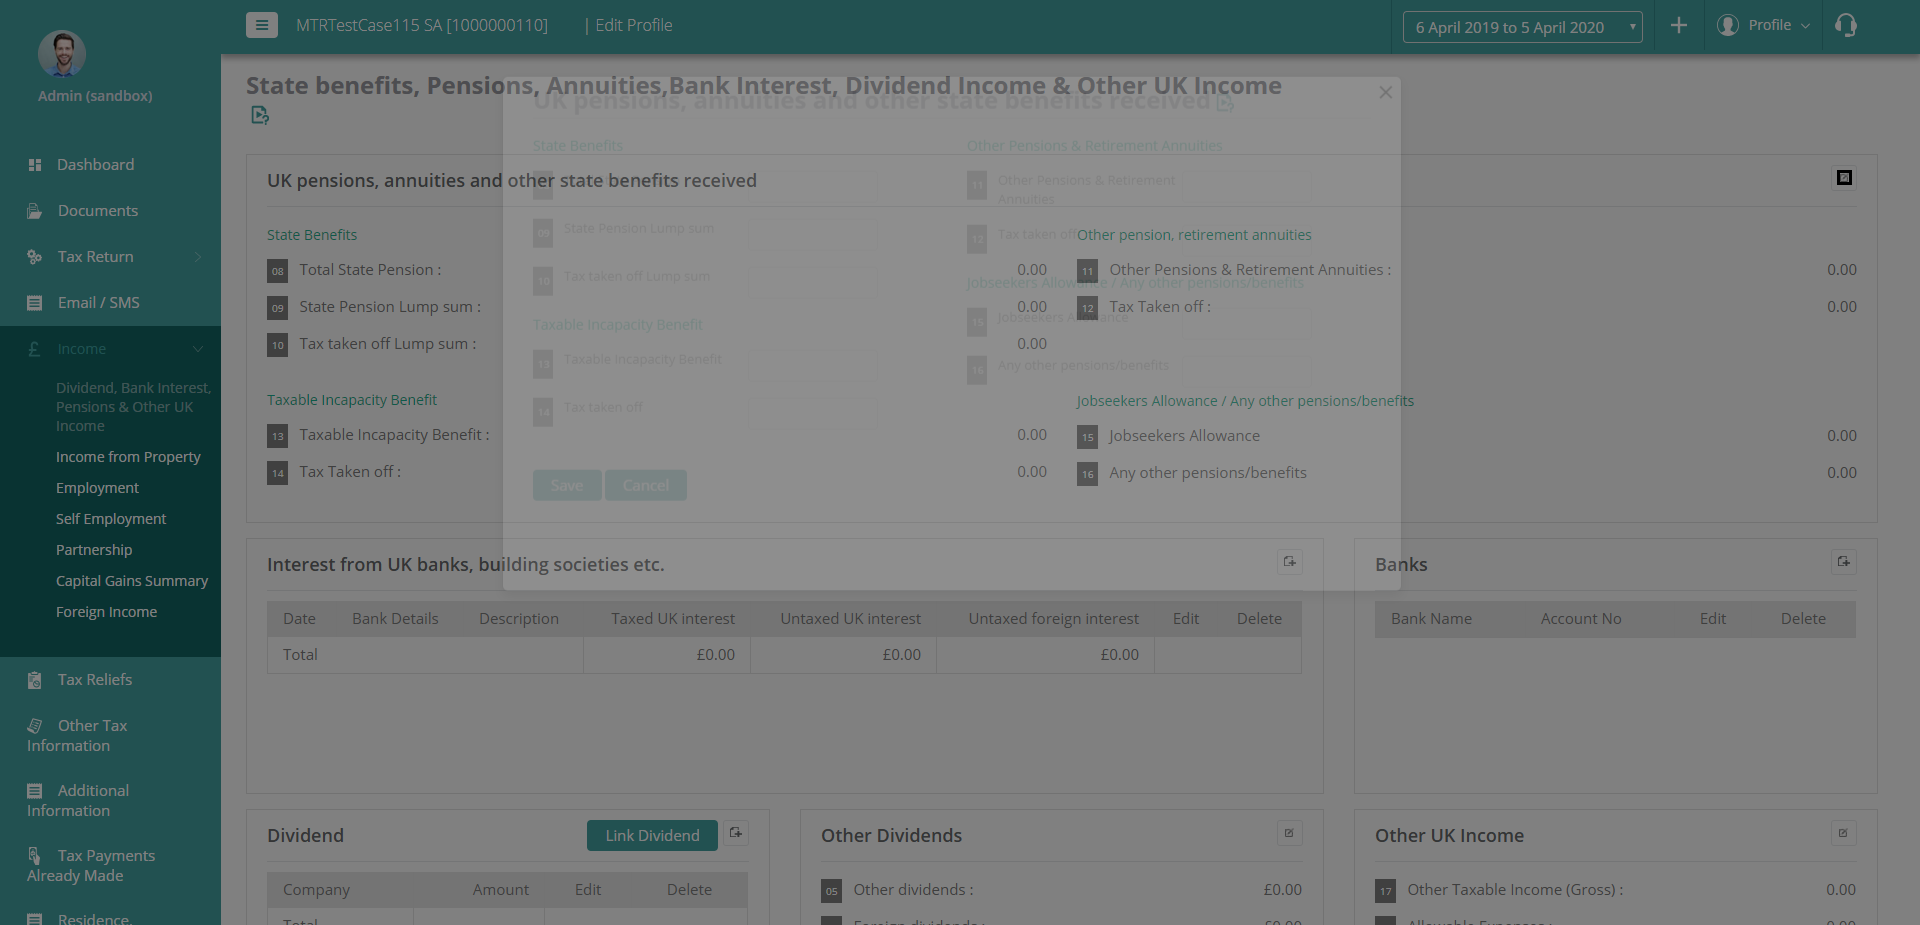 MTRTestCase115 SA [1000000110] | Edit Profile
6 April 2019 to 5 April 2020
Profile
Admin (sandbox)
Dashboard
Documents
Tax Return
Email / SMS
Income
Dividend, Bank Interest,
Pensions & Other UK
Income
Income from Property
Employment
Self Employment
Partnership
Capital Gains Summary
Foreign Income
Tax Reliefs
Other Tax
Information
Additional
Information
Tax Payments
Already Made
Residence,
State benefits, Pensions, Annuities,Bank Interest, Dividend Income & Other UK Income
UK pensions, annuities and other state benefits received
State Benefits
08 Total State Pension : 0.00
09 State Pension Lump sum : 0.00
10 Tax taken off Lump sum : 0.00
Taxable Incapacity Benefit
13 Taxable Incapacity Benefit : 0.00
14 Tax Taken off : 0.00
Other pension, retirement annuities
11 Other Pensions & Retirement Annuities : 0.00
12 Tax Taken off : 0.00
Jobseekers Allowance / Any other pensions/benefits
15 Jobseekers Allowance 0.00
16 Any other pensions/benefits 0.00
UK pensions, annuities and other state benefits received
State Benefits
09 State Pension Lump sum
10 Tax taken off Lump sum
Taxable Incapacity Benefit
13 Taxable Incapacity Benefit
14 Tax taken off
Other Pensions & Retirement Annuities
11 Other Pensions & Retirement
Annuities
12 Tax taken off
Jobseekers Allowance / Any other pensions/benefits
15 Jobseekers Allowance
16 Any other pensions/benefits
Save Cancel
Interest from UK banks, building societies etc.
Date Bank Details Description Taxed UK interest Untaxed UK interest Untaxed foreign interest Edit Delete
Total £0.00 £0.00 £0.00
Banks
Bank Name Account No Edit Delete
Dividend Link Dividend
Company Amount Edit Delete
Total
Other Dividends
05 Other dividends : £0.00
Foreign dividends : £0.00
Other UK Income
17 Other Taxable Income (Gross) : 0.00
Allowable Expenses : 0.00